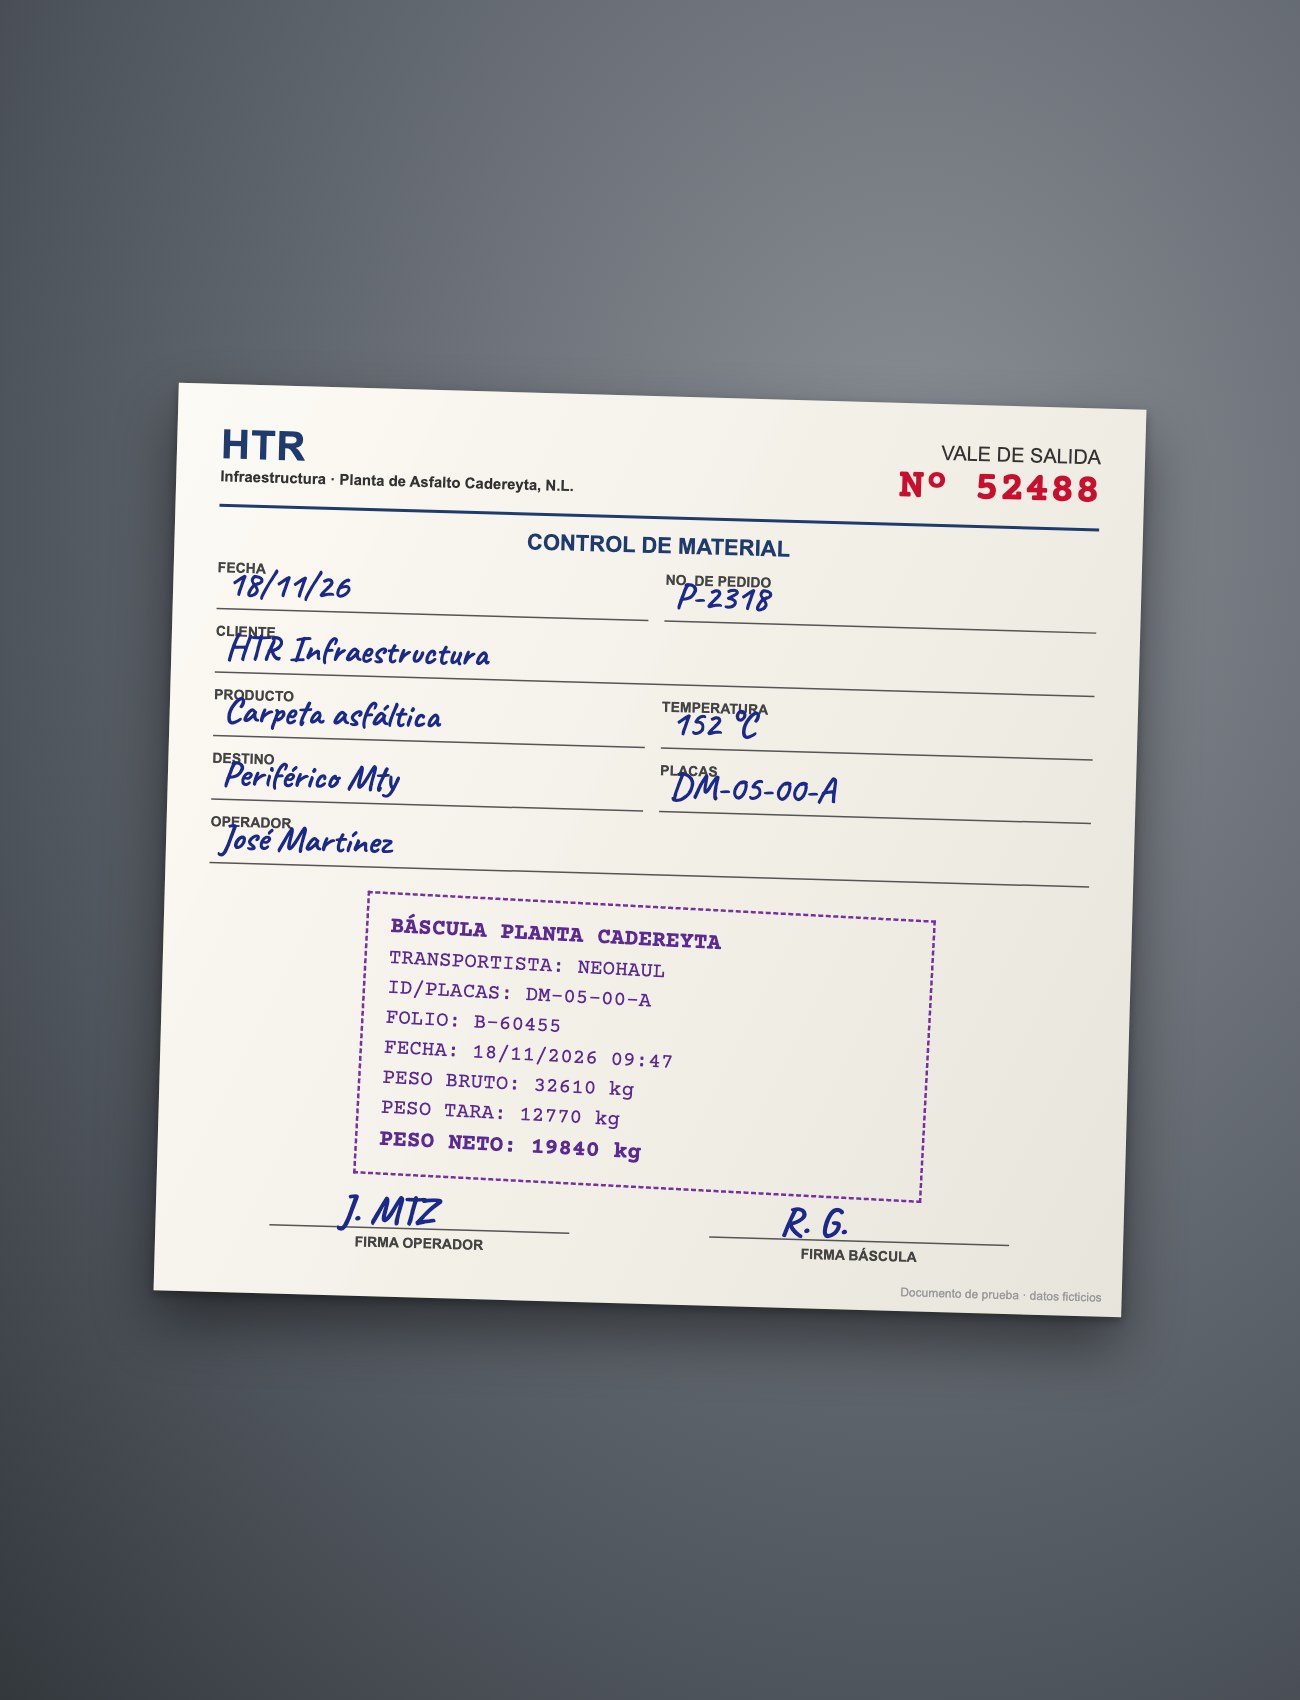 HTR
Infraestructura · Planta de Asfalto Cadereyta, N.L.
VALE DE SALIDA
Nº 52488
CONTROL DE MATERIAL
FECHA
18/11/26
NO. DE PEDIDO
P-2318
CLIENTE
HTR Infraestructura
PRODUCTO
Carpeta asfáltica
TEMPERATURA
152 °C
DESTINO
Periférico Mty
PLACAS
DM-05-00-A
OPERADOR
José Martínez
BÁSCULA PLANTA CADEREYTA
TRANSPORTISTA: NEOHAUL
ID/PLACAS: DM-05-00-A
FOLIO: B-60455
FECHA: 18/11/2026 09:47
PESO BRUTO: 32610 kg
PESO TARA: 12770 kg
PESO NETO: 19840 kg
J. MTZ
FIRMA OPERADOR
R. G.
FIRMA BÁSCULA
Documento de prueba · datos ficticios